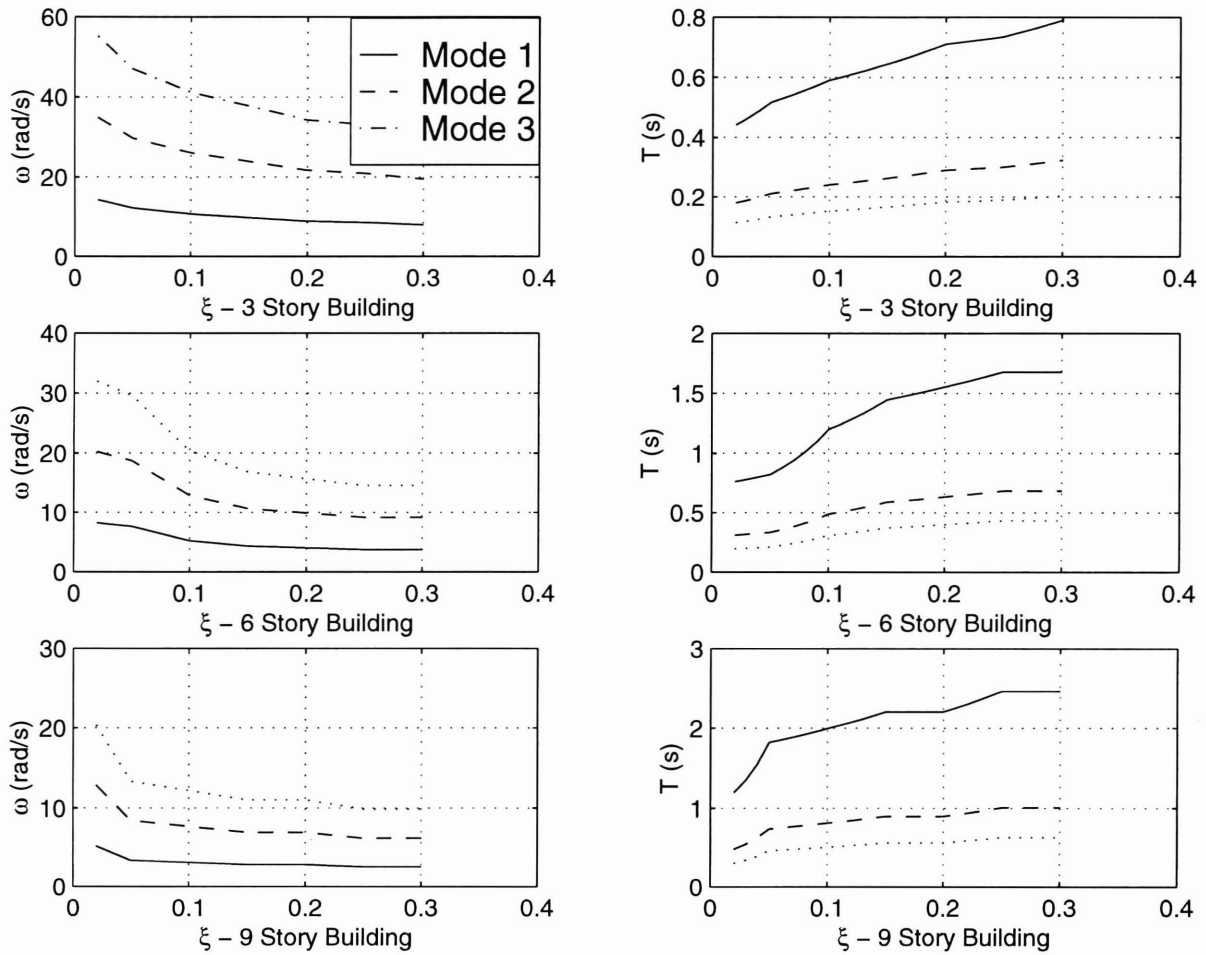 60
40
20
0
ω (rad/s)
0 0.1 0.2 0.3 0.4
ξ – 3 Story Building
Mode 1
Mode 2
Mode 3
0.8
0.6
0.4
0.2
0
T (s)
0 0.1 0.2 0.3 0.4
ξ – 3 Story Building
40
30
20
10
0
ω (rad/s)
0 0.1 0.2 0.3 0.4
ξ – 6 Story Building
2
1.5
1
0.5
0
T (s)
0 0.1 0.2 0.3 0.4
ξ – 6 Story Building
30
20
10
0
ω (rad/s)
0 0.1 0.2 0.3 0.4
ξ – 9 Story Building
3
2
1
0
T (s)
0 0.1 0.2 0.3 0.4
ξ – 9 Story Building